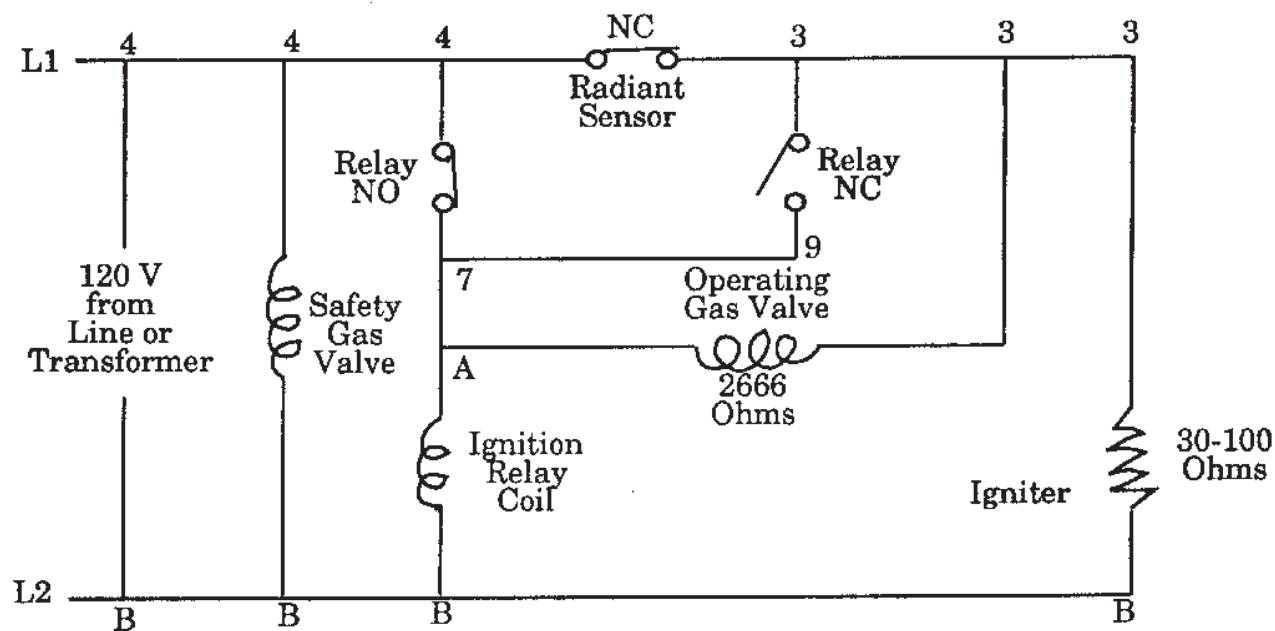 NC
4
4
4
3
3
3
L1
Radiant
Sensor
Relay
NO
Relay
NC
9
7
120 V
from
Line or
Transformer
Safety
Gas
Valve
Operating
Gas Valve
A
2666
Ohms
Ignition
Relay
Coil
Igniter
30-100
Ohms
L2
B
B
B
B